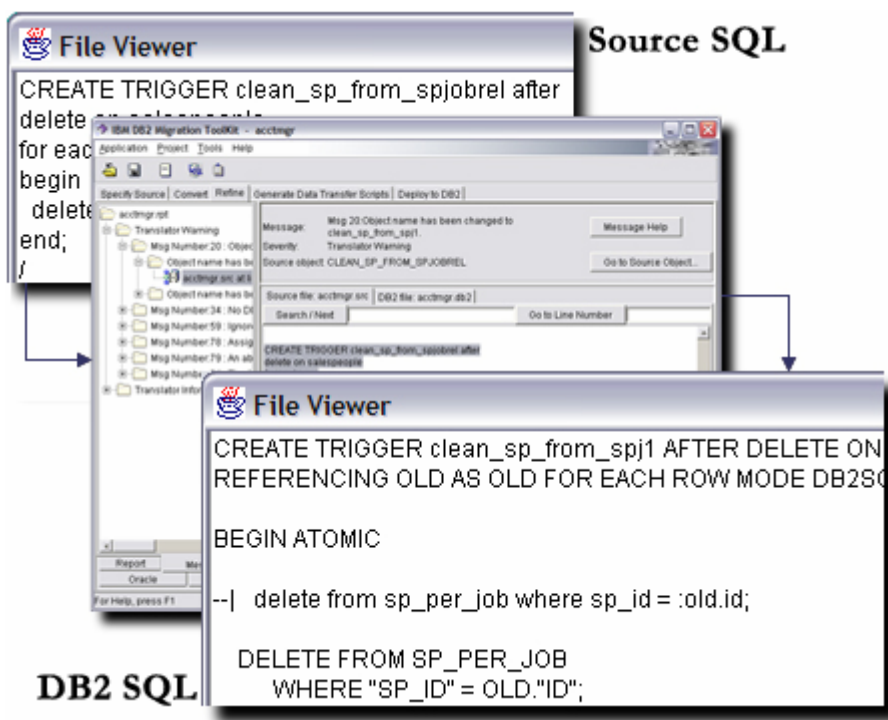 File Viewer
Source SQL
CREATE TRIGGER clean_sp_from_spjobrel after
delete on salespeople
for eac
begin
delete
end;
/
IBM DB2 Migration ToolKit - acctmgr
Application Project Tools Help
Specify Source Convert Refine Generate Data Transfer Scripts Deploy to DB2
acctmgr.rpt
Translator Warning
Msg Number:20 : Objec
Object name has be
acctmgr.src at li
Object name has be
Msg Number:34 : No D
Msg Number:59 : Ignor
Msg Number:78 : Assig
Msg Number:79 : An ab
Msg Numbe
Translator Infor
Message: Msg 20:Object name has been changed to
clean_sp_from_spj1.
Message Help
Severity: Translator Warning
Source object: CLEAN_SP_FROM_SPJOBREL
Go to Source Object...
Source file: acctmgr.src DB2 file: acctmgr.db2
Search / Next Go to Line Number
CREATE TRIGGER clean_sp_from_spjobrel after
delete on salespeople
Report Me
Oracle
For Help, press F1
File Viewer
CREATE TRIGGER clean_sp_from_spj1 AFTER DELETE ON
REFERENCING OLD AS OLD FOR EACH ROW MODE DB2SQ
BEGIN ATOMIC
--| delete from sp_per_job where sp_id = :old.id;
DELETE FROM SP_PER_JOB
WHERE "SP_ID" = OLD."ID";
DB2 SQL